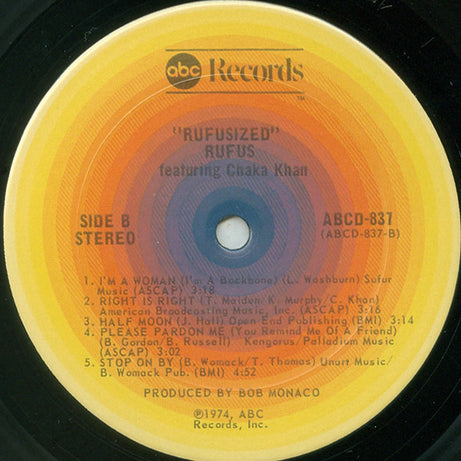 abc Records
TM
"RUFUSIZED"
RUFUS
featuring Chaka Khan
SIDE B
STEREO
ABCD-837
(ABCD-837-B)
1. I'M A WOMAN (I'm A Backbone) (L. Washburn) Sufur
Music (ASCAP) 3:18
2. RIGHT IS RIGHT (T. Maiden/K. Murphy/C. Khan)
American Broadcasting Music, Inc. (ASCAP) 3:16
3. HALF MOON (J. Hall) Open End Publishing (BMI) 3:14
4. PLEASE PARDON ME (You Remind Me Of A Friend)
(B. Gordon/B. Russell) Kengorus/Palladium Music
(ASCAP) 3:02
5. STOP ON BY (B. Womack/T. Thomas) Unart Music/
B. Womack Pub. (BMI) 4:52
PRODUCED BY BOB MONACO
℗1974, ABC
Records, Inc.